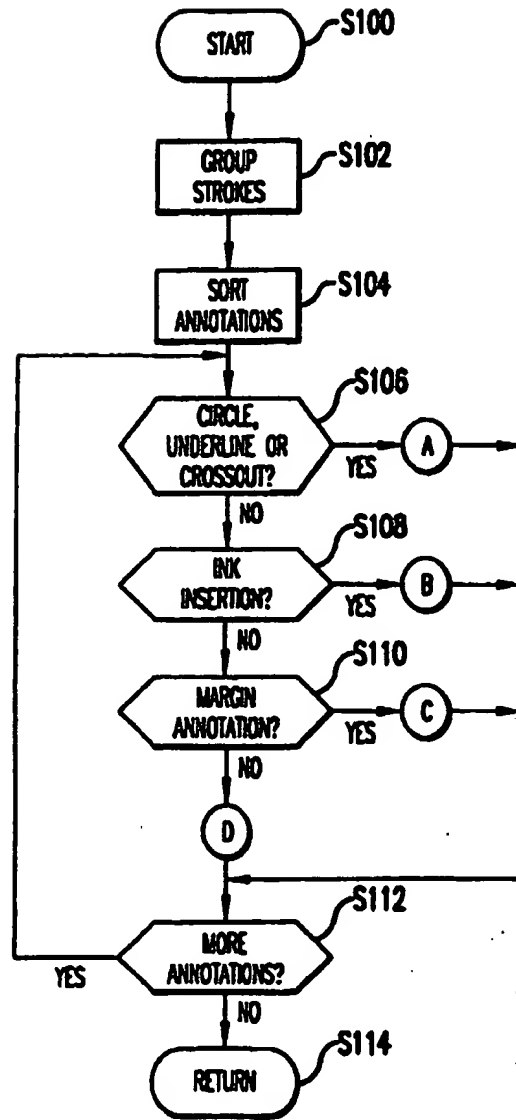 START
S100
GROUP
STROKES
S102
SORT
ANNOTATIONS
S104
CIRCLE,
UNDERLINE OR
CROSSOUT?
S106
YES
A
NO
INK
INSERTION?
S108
YES
B
NO
MARGIN
ANNOTATION?
S110
YES
C
NO
D
MORE
ANNOTATIONS?
S112
YES
NO
RETURN
S114